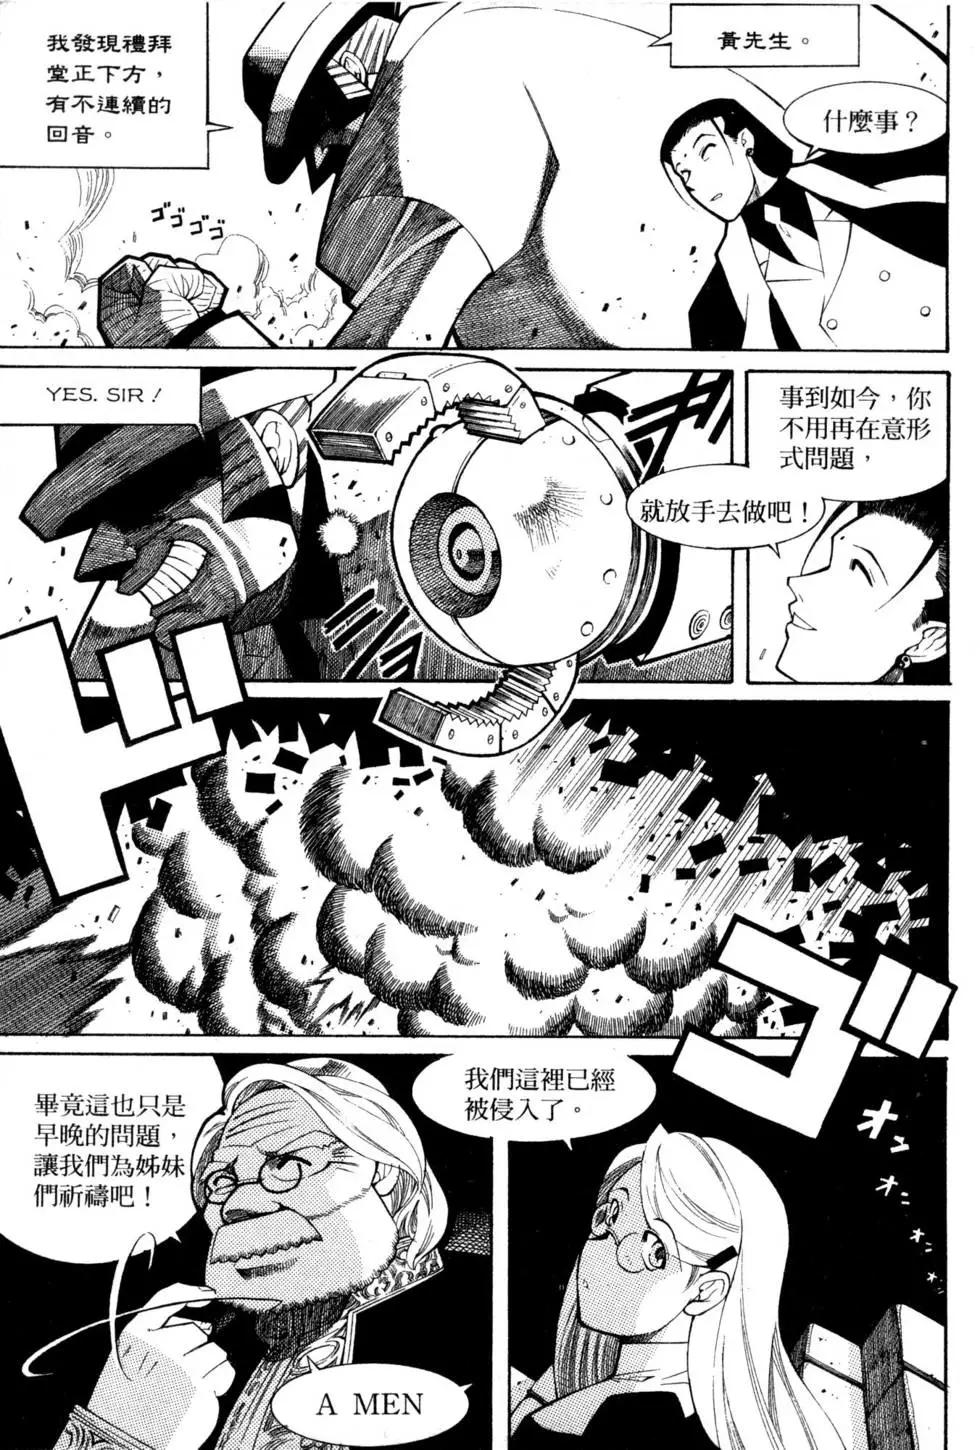 黃先生。
什麼事？
我發現禮拜
堂正下方，
有不連續的
回音。
ゴゴゴゴ
事到如今，你
不用再在意形
式問題，
就放手去做吧！
YES. SIR！
ドゴ
我們這裡已經
被侵入了。
オォン
畢竟這也只是
早晚的問題，
讓我們為姊妹
們祈禱吧！
A MEN